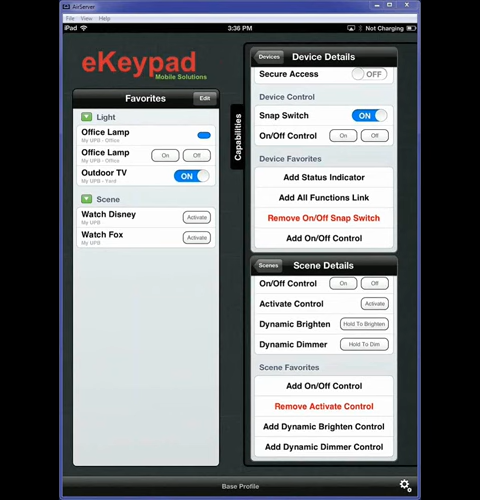 AirServer
File View Help
iPad
3:36 PM
Not Charging
eKeypad
Mobile Solutions
Favorites
Edit
Light
Office Lamp
My UPB - Office
Office Lamp
My UPB - Office
On
Off
Outdoor TV
My UPB - Yard
ON
Scene
Watch Disney
My UPB
Activate
Watch Fox
My UPB
Activate
Capabilities
Devices
Device Details
Secure Access
OFF
Device Control
Snap Switch
ON
On/Off Control
On
Off
Device Favorites
Add Status Indicator
Add All Functions Link
Remove On/Off Snap Switch
Add On/Off Control
Scenes
Scene Details
On/Off Control
On
Off
Activate Control
Activate
Dynamic Brighten
Hold To Brighten
Dynamic Dimmer
Hold To Dim
Scene Favorites
Add On/Off Control
Remove Activate Control
Add Dynamic Brighten Control
Add Dynamic Dimmer Control
Base Profile